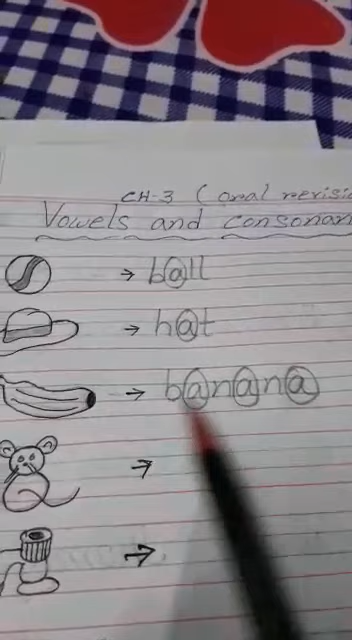 CH-3 (oral revisi
Vowels and consonan
→ ball
→ hat
→ banana
→
→